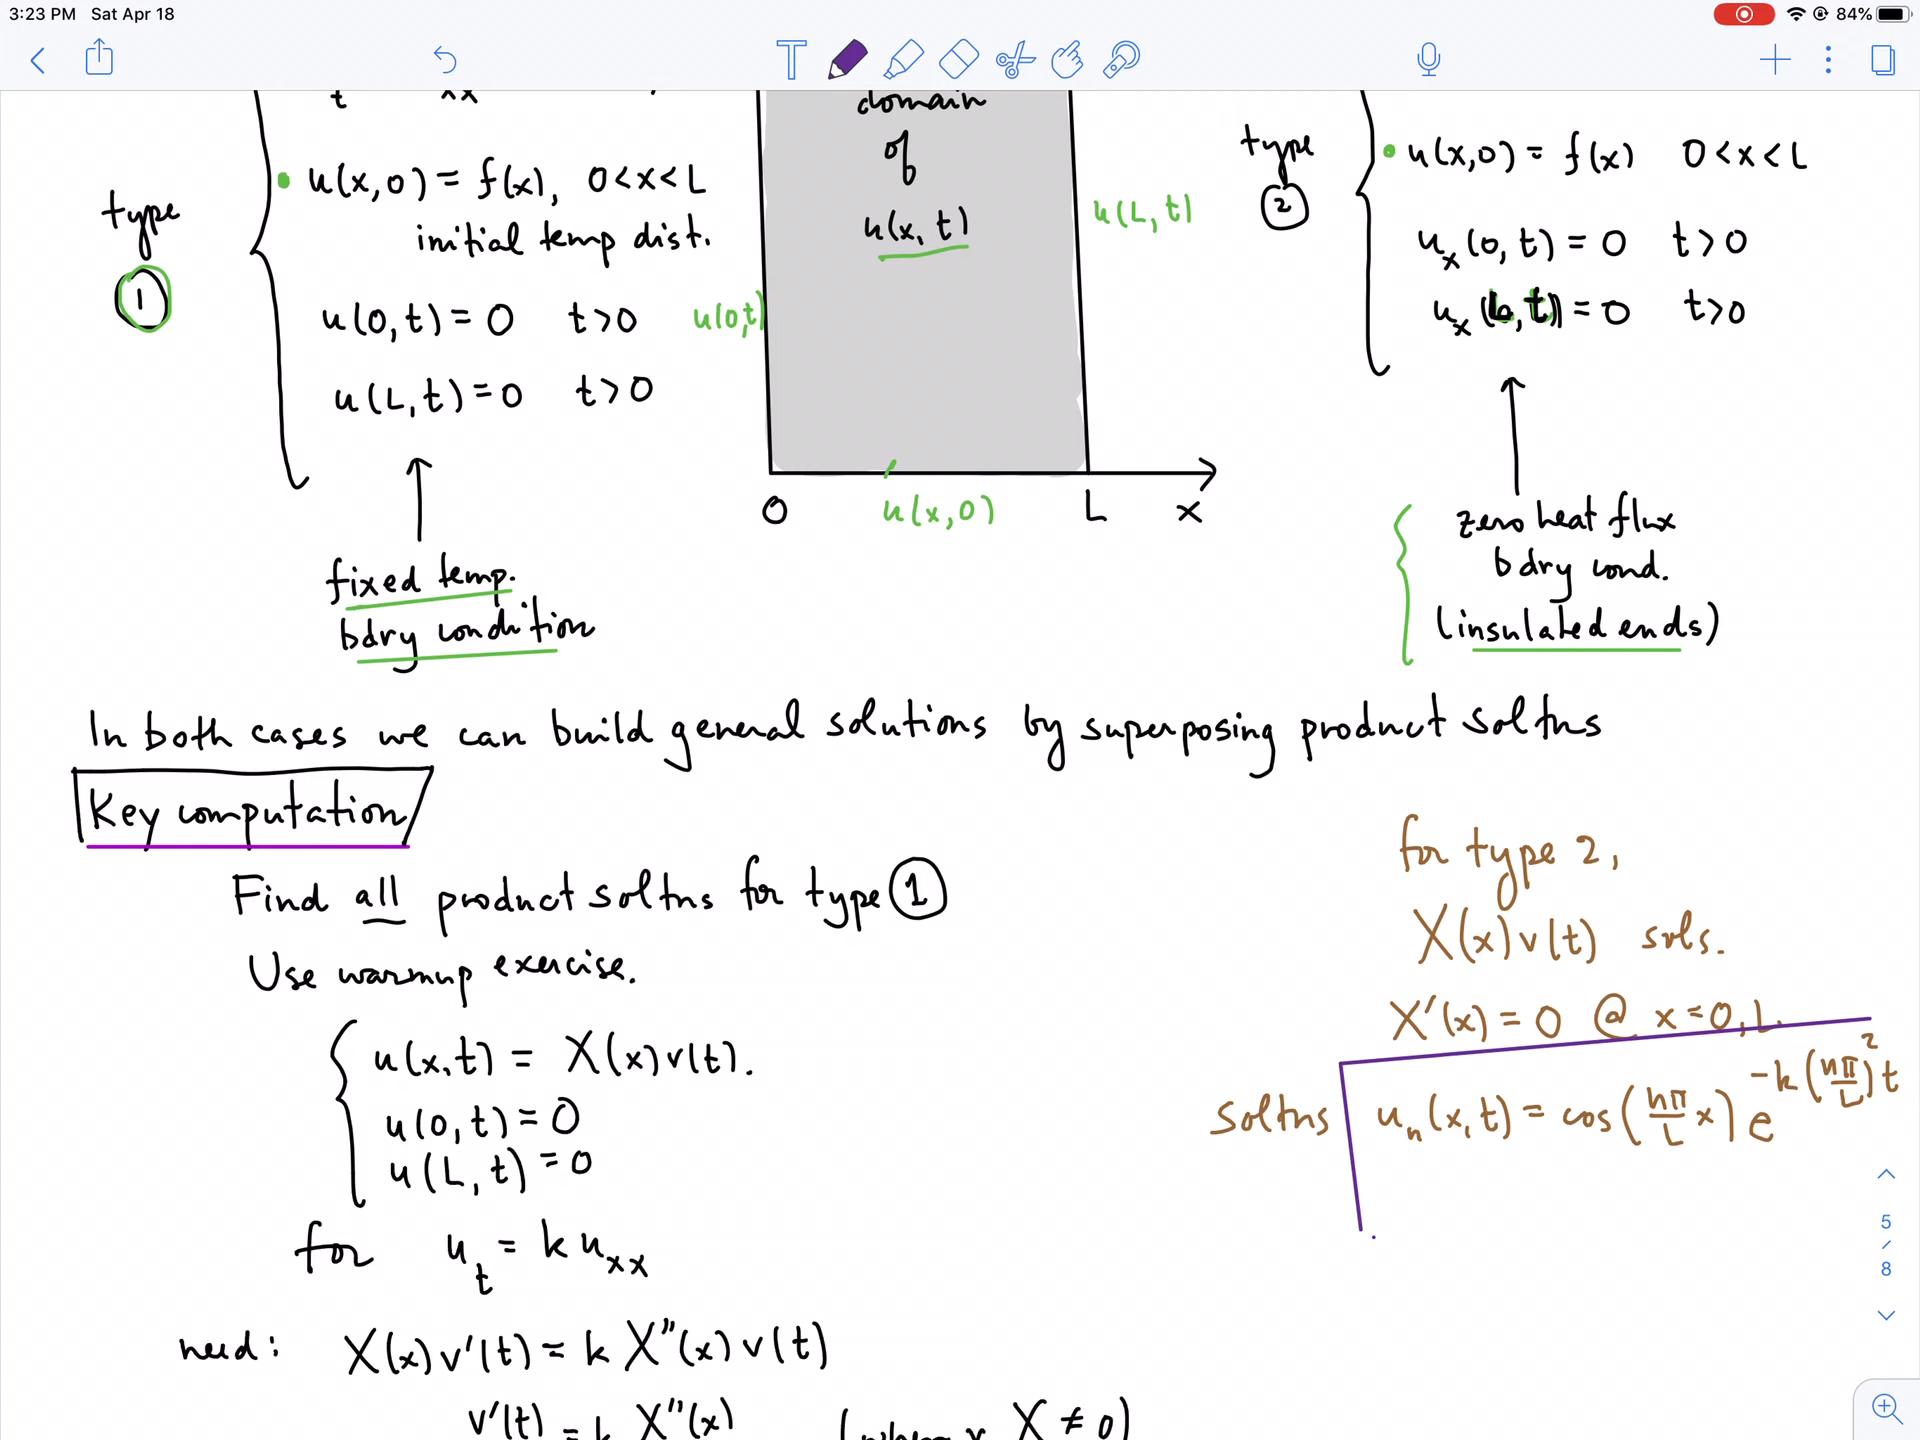 3:23 PM Sat Apr 18
84%
t xx
type
1
u(x,0) = f(x), 0<x<L
initial temp dist.
u(0,t) = 0 t>0
u(L,t) = 0 t>0
fixed temp.
bdry condition
domain
of
u(x,t)
u(0,t)
u(L,t)
0 u(x,0) L x
type
2
u(x,0) = f(x) 0<x<L
u_x(0,t) = 0 t>0
u_x(L,t) = 0 t>0
zero heat flux
bdry cond.
(insulated ends)
In both cases we can build general solutions by superposing product soltns
Key computation
Find all product soltns for type 1
Use warmup exercise.
u(x,t) = X(x)v(t).
u(0,t) = 0
u(L,t) = 0
for u_t = k u_xx
need: X(x)v'(t) = k X''(x)v(t)
v'(t) = k X''(x) (where X ≠ 0)
for type 2,
X(x)v(t) sols.
X'(x) = 0 @ x=0,L.
soltns u_n(x,t) = cos(nπ/L x) e^{-k(nπ/L)²t}
5
/
8